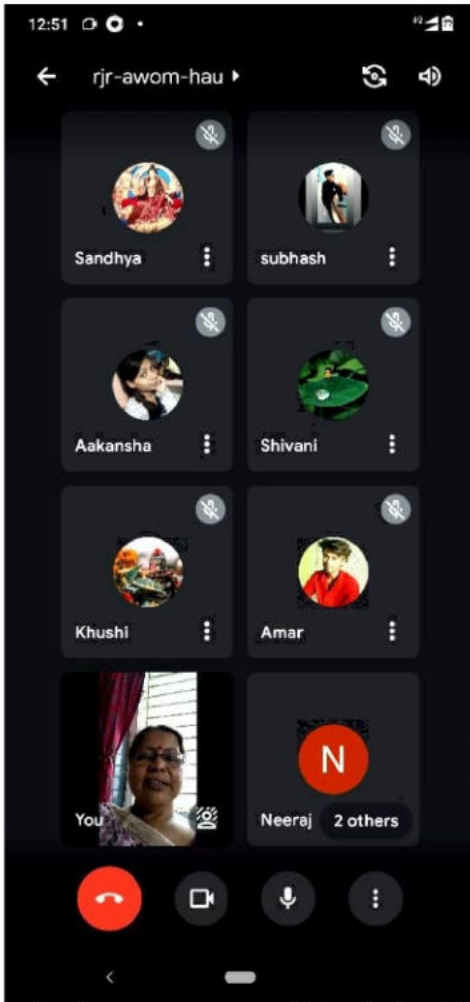 12:51
rjr-awom-hau
Sandhya
subhash
Aakansha
Shivani
Khushi
Amar
You
N
Neeraj
2 others